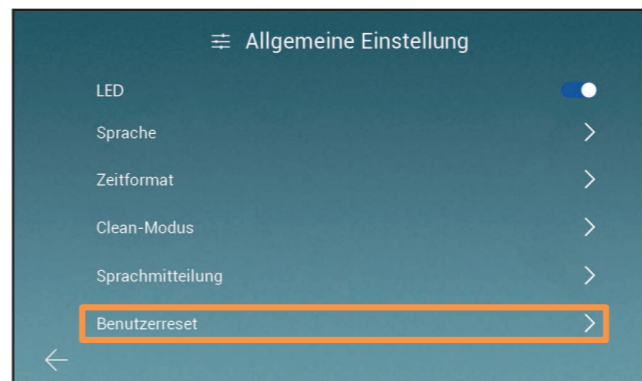 Allgemeine Einstellung
LED
Sprache
Zeitformat
Clean-Modus
Sprachmitteilung
Benutzerreset